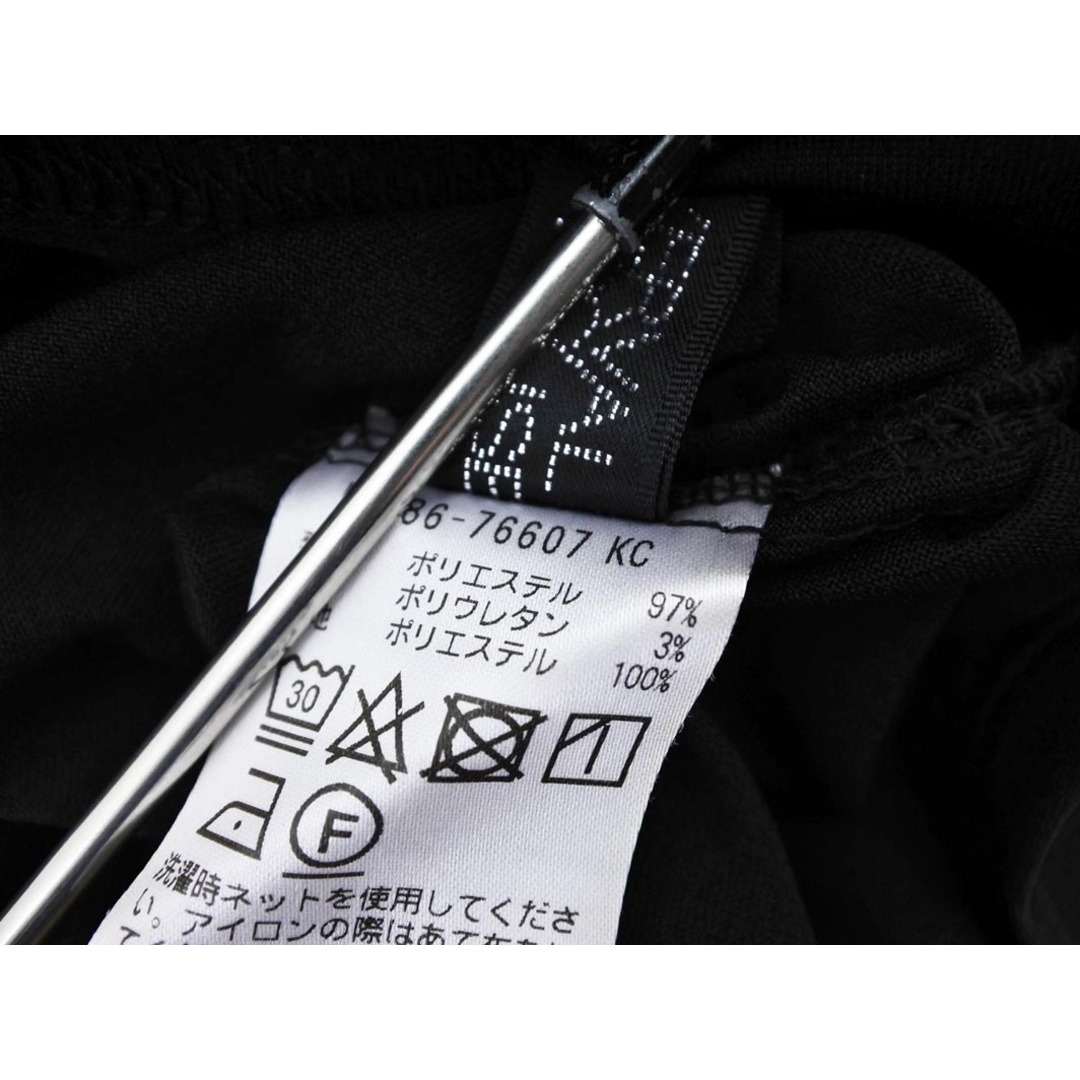 86-76607 KC
ポリエステル 97%
ポリウレタン 3%
地 ポリエステル 100%
30
F
洗濯時ネットを使用してくださ
い。アイロンの際はあて布を